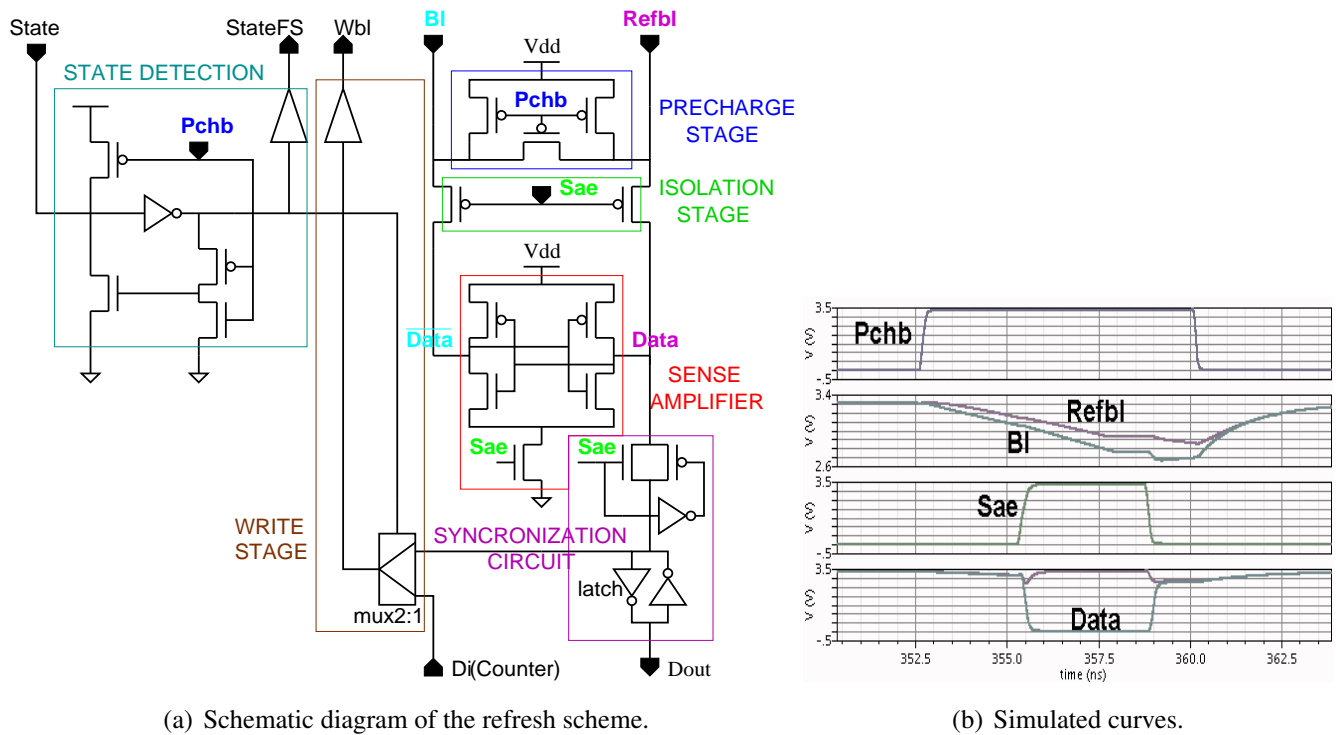 State
StateFS
Wbl
Bl
Refbl
STATE DETECTION
Pchb
Vdd
Pchb
PRECHARGE
STAGE
Sae
ISOLATION
STAGE
Vdd
Data
Data
SENSE
AMPLIFIER
Sae
Sae
WRITE
STAGE
SYNCRONIZATION
CIRCUIT
latch
mux2:1
Di(Counter)
Dout
(a) Schematic diagram of the refresh scheme.
3.5
Pchb
V (V)
-.5
3.4
Refbl
Bl
V (V)
2.6
3.5
Sae
V (V)
-.5
3.5
Data
V (V)
-.5
352.5 355.0 357.5 360.0 362.5
time (ns)
(b) Simulated curves.